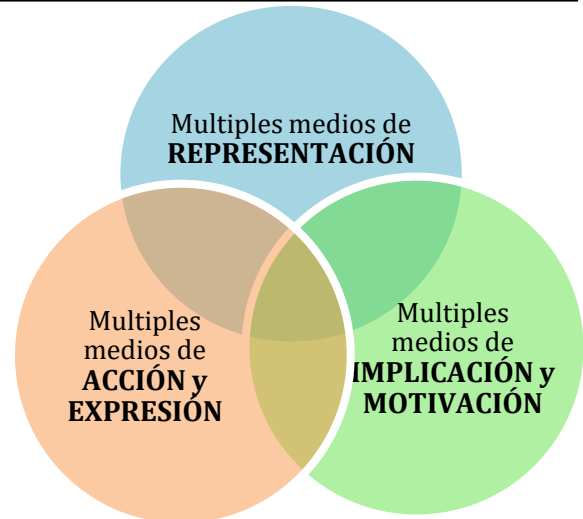 Multiples medios de
REPRESENTACIÓN
Multiples
medios de
ACCIÓN y
EXPRESIÓN
Multiples
medios de
IMPLICACIÓN y
MOTIVACIÓN